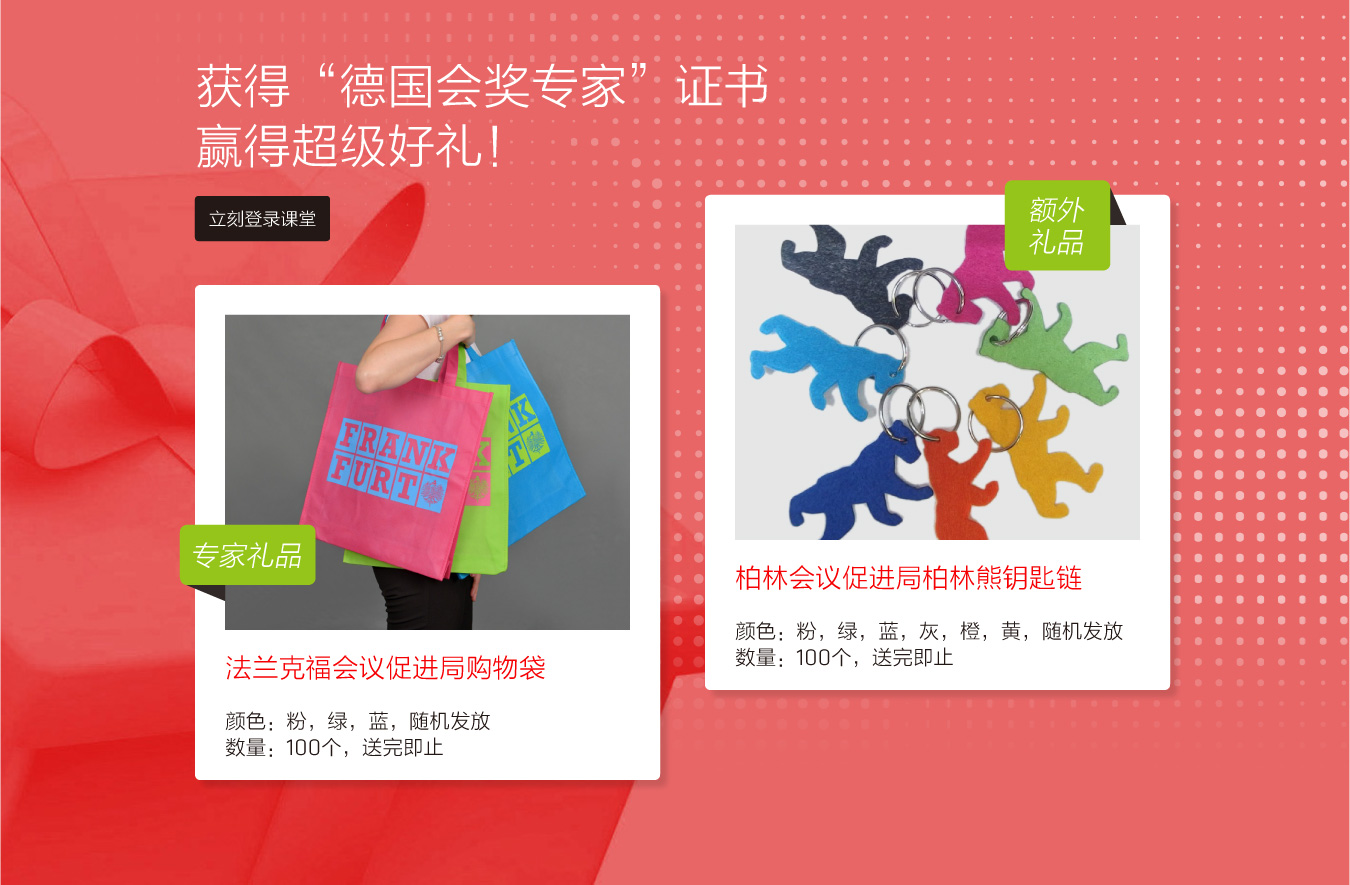 获得“德国会奖专家”证书
赢得超级好礼！
立刻登录课堂
FRANK
FURT
K
NK
T
专家礼品
法兰克福会议促进局购物袋
颜色：粉，绿，蓝，随机发放
数量：100个，送完即止
额外
礼品
柏林会议促进局柏林熊钥匙链
颜色：粉，绿，蓝，灰，橙，黄，随机发放
数量：100个，送完即止